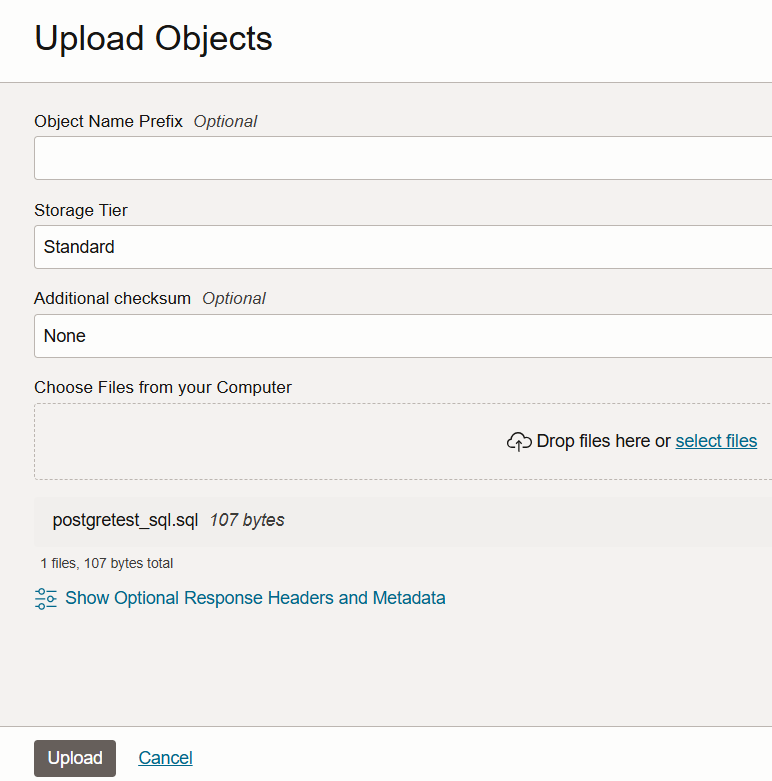 Upload Objects
Object Name Prefix Optional
Storage Tier
Standard
Additional checksum Optional
None
Choose Files from your Computer
Drop files here or select files
postgretest_sql.sql 107 bytes
1 files, 107 bytes total
Show Optional Response Headers and Metadata
Upload Cancel